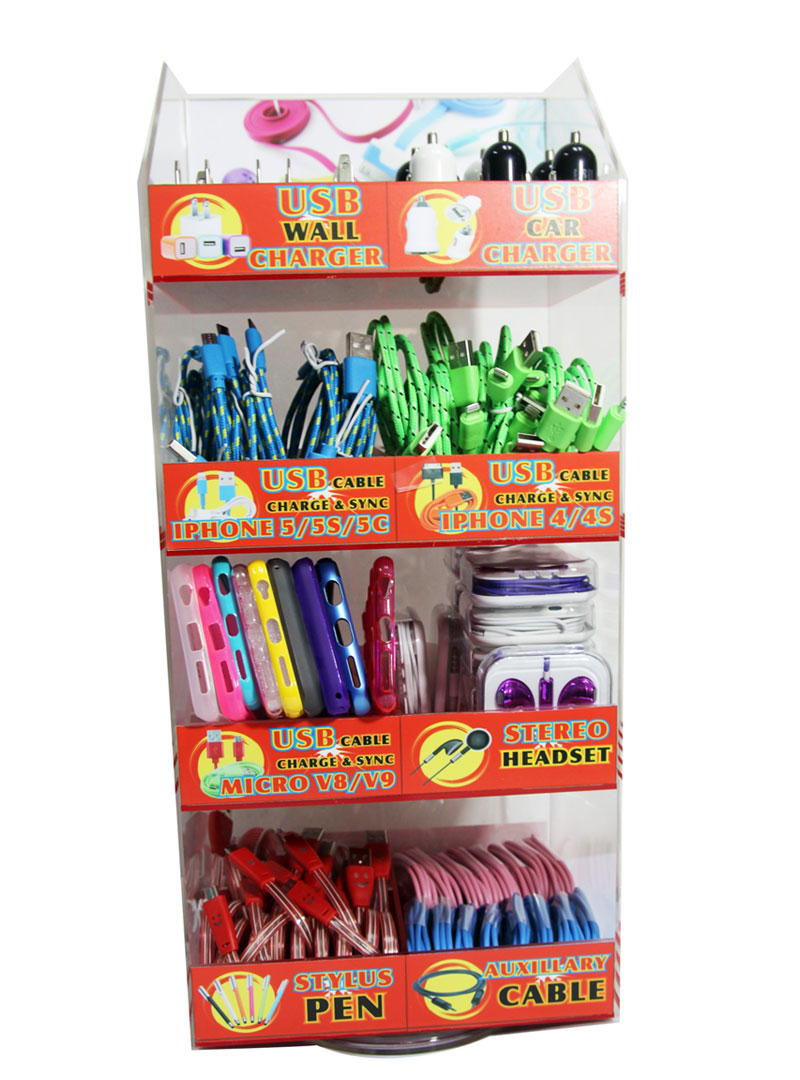 USB
WALL
CHARGER
USB
CAR
CHARGER
USB CABLE
CHARGE & SYNC
IPHONE 5/5S/5C
USB CABLE
CHARGE & SYNC
IPHONE 4/4S
USB CABLE
CHARGE & SYNC
MICRO V8/V9
STEREO
HEADSET
STYLUS
PEN
AUXILLARY
CABLE